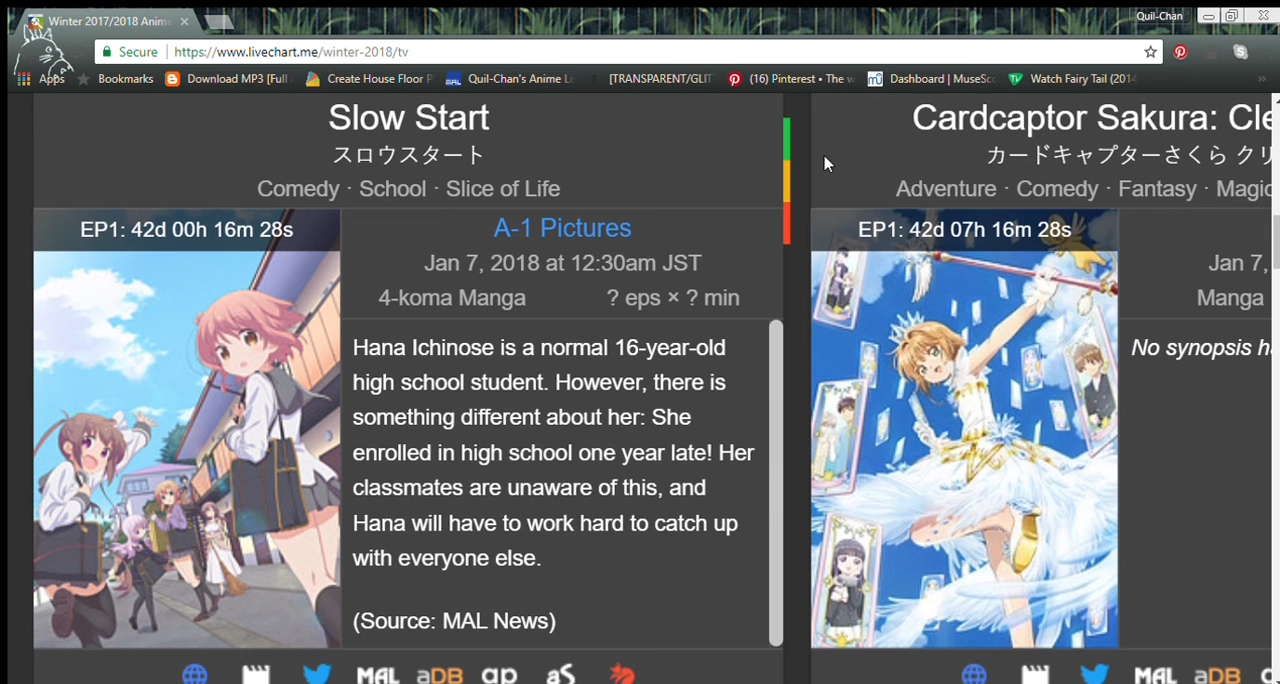 Winter 2017/2018 Anime
Quil-Chan
Secure
https://www.livechart.me/winter-2018/tv
Apps
Bookmarks
Download MP3 [Full
Create House Floor P
Quil-Chan's Anime Li
[TRANSPARENT/GLIT
(16) Pinterest • The w
Dashboard | MuseSc
Watch Fairy Tail (2014
Slow Start
スロウスタート
Comedy · School · Slice of Life
EP1: 42d 00h 16m 28s
A-1 Pictures
Jan 7, 2018 at 12:30am JST
4-koma Manga
? eps × ? min
Hana Ichinose is a normal 16-year-old
high school student. However, there is
something different about her: She
enrolled in high school one year late! Her
classmates are unaware of this, and
Hana will have to work hard to catch up
with everyone else.
(Source: MAL News)
MAL aDB ap aS
Cardcaptor Sakura: Cle
カードキャプターさくら クリ
Adventure · Comedy · Fantasy · Magic
EP1: 42d 07h 16m 28s
Jan 7,
Manga
No synopsis h
MAL aDB